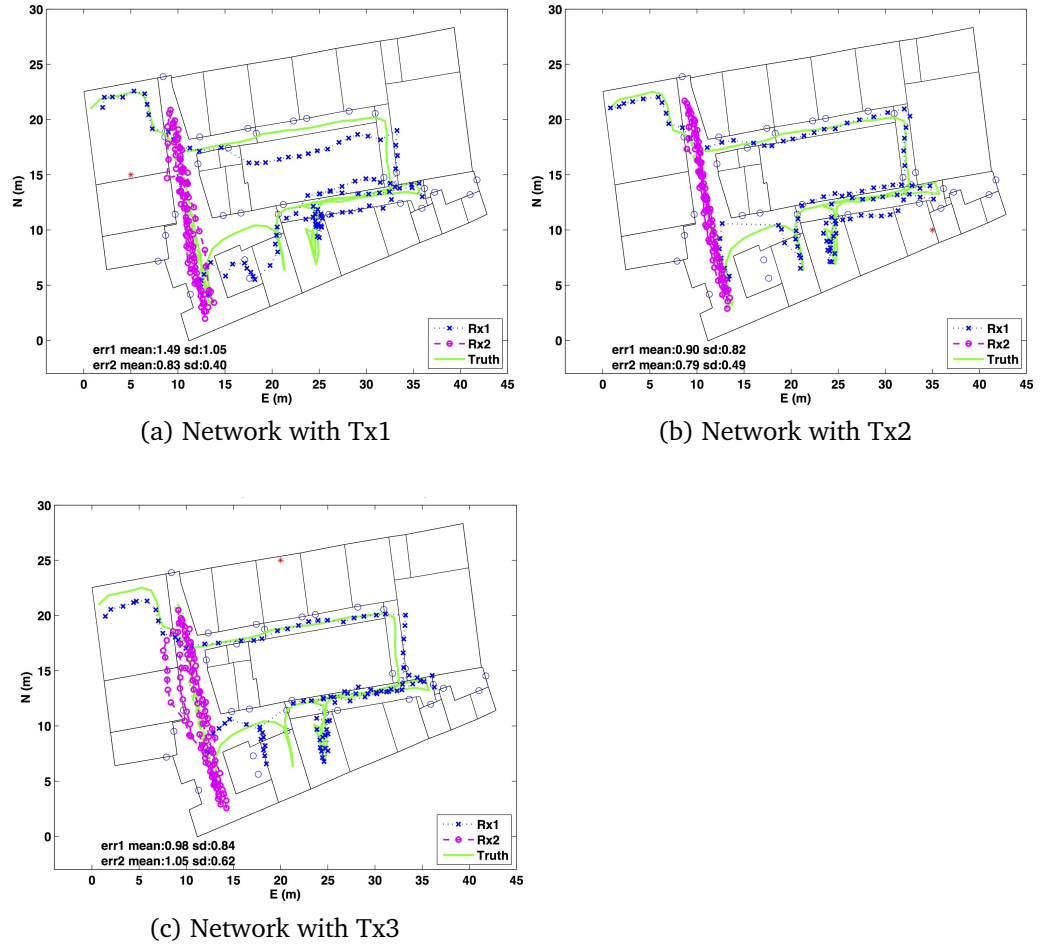 30
25
20
15
10
5
0
N (m)
Rx1
Rx2
Truth
err1 mean:1.49 sd:1.05
err2 mean:0.83 sd:0.40
0 5 10 15 20 25 30 35 40 45
E (m)
(a) Network with Tx1
30
25
20
15
10
5
0
N (m)
Rx1
Rx2
Truth
err1 mean:0.90 sd:0.82
err2 mean:0.79 sd:0.49
0 5 10 15 20 25 30 35 40 45
E (m)
(b) Network with Tx2
30
25
20
15
10
5
0
N (m)
Rx1
Rx2
Truth
err1 mean:0.98 sd:0.84
err2 mean:1.05 sd:0.62
0 5 10 15 20 25 30 35 40 45
E (m)
(c) Network with Tx3